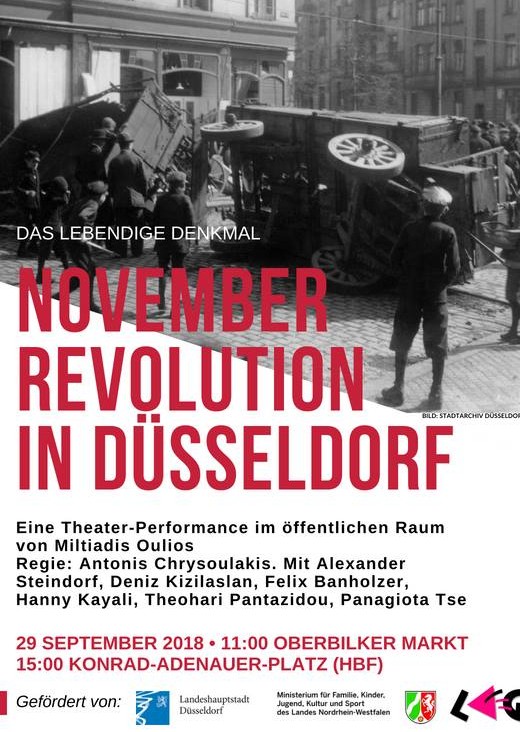 DAS LEBENDIGE DENKMAL
NOVEMBER
REVOLUTION
IN DÜSSELDORF
BILD: STADTARCHIV DÜSSELDOR
Eine Theater-Performance im öffentlichen Raum
von Miltiadis Oulios
Regie: Antonis Chrysoulakis. Mit Alexander
Steindorf, Deniz Kizilaslan, Felix Banholzer,
Hanny Kayali, Theohari Pantazidou, Panagiota Tse
29 SEPTEMBER 2018 • 11:00 OBERBILKER MARKT
15:00 KONRAD-ADENAUER-PLATZ (HBF)
Gefördert von:
Landeshauptstadt
Düsseldorf
Ministerium für Familie, Kinder,
Jugend, Kultur und Sport
des Landes Nordrhein-Westfalen